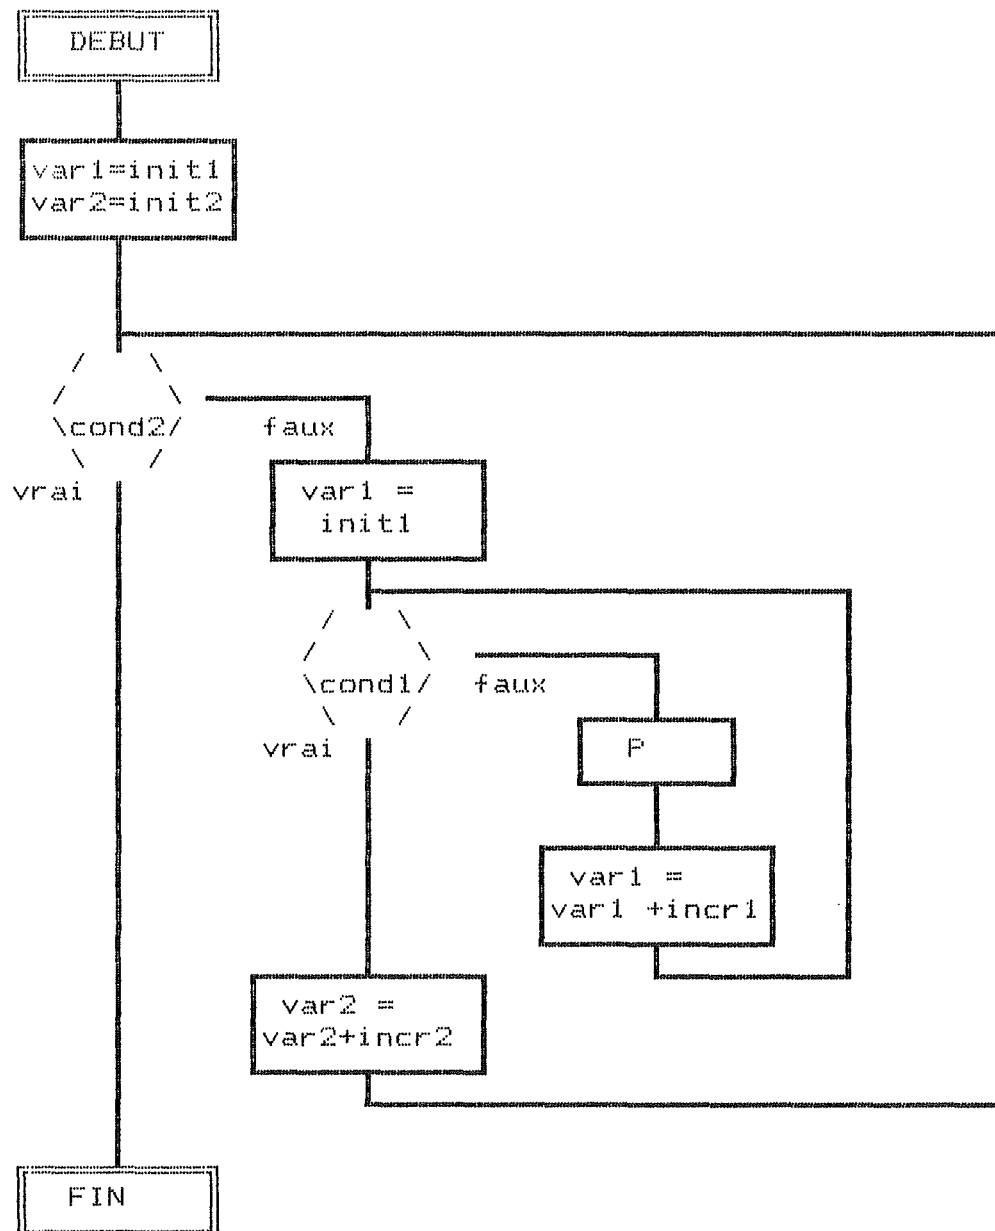 DEBUT
var1=init1
var2=init2
\cond2/
faux
vrai
var1 =
init1
\cond1/
faux
vrai
P
var1 =
var1 +incr1
var2 =
var2+incr2
FIN